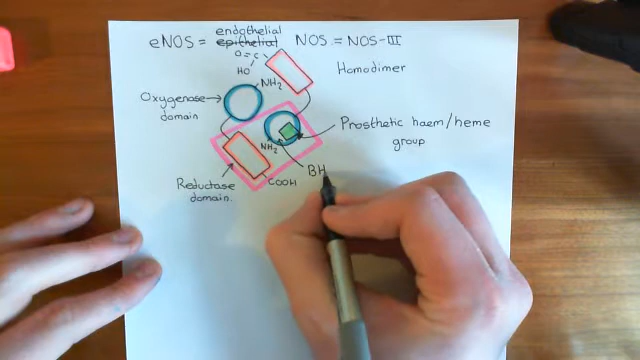 endothelial
eNOS = epithelial NOS = NOS-III
O = C
HO
Homodimer
NH2
Oxygenose
domain
Prosthetic haem/heme
group
NH2
BH
COOH
Reductase
domain.